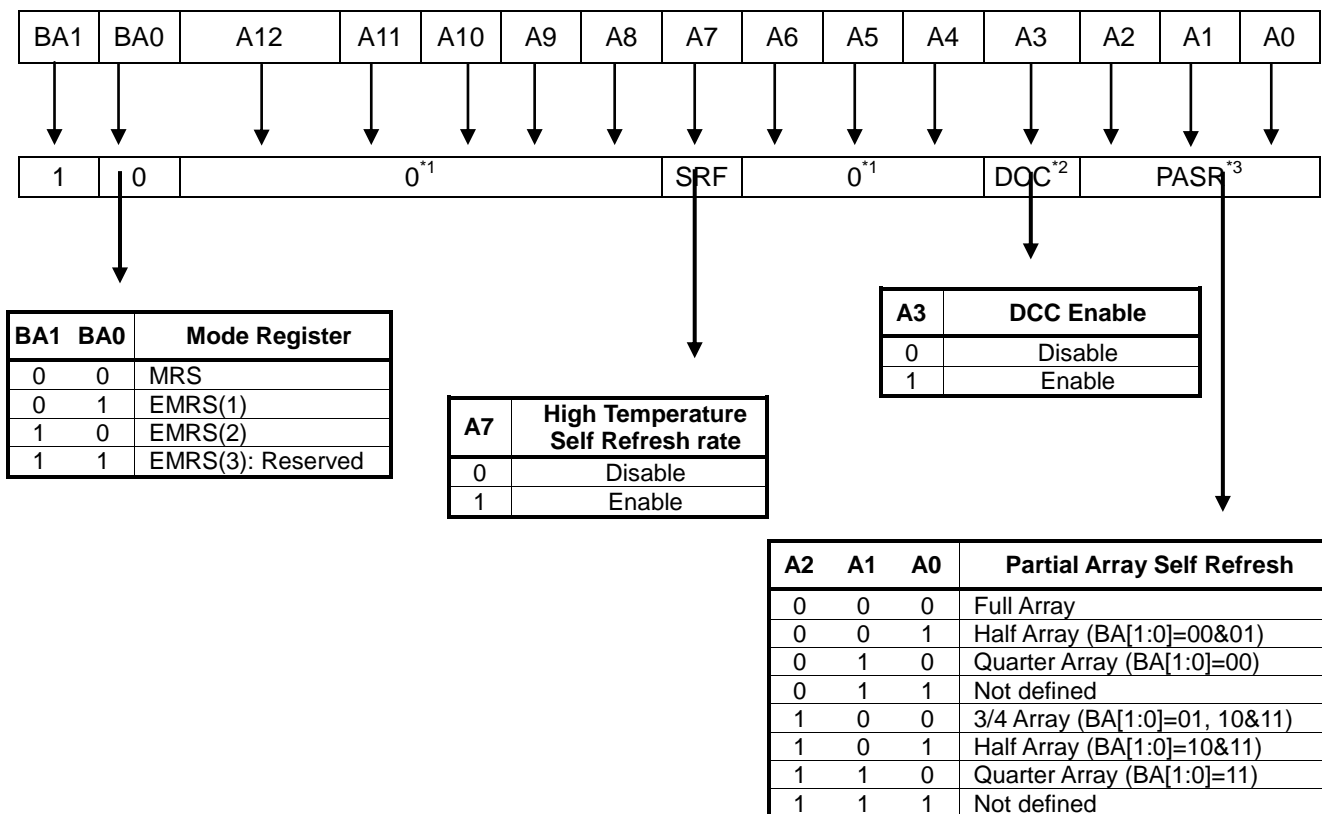 BA1 BA0 A12 A11 A10 A9 A8 A7 A6 A5 A4 A3 A2 A1 A0
1 0 0*1 SRF 0*1 DCC*2 PASR*3
BA1 BA0 Mode Register
0 0 MRS
0 1 EMRS(1)
1 0 EMRS(2)
1 1 EMRS(3): Reserved
A7 High Temperature
Self Refresh rate
0 Disable
1 Enable
A3 DCC Enable
0 Disable
1 Enable
A2 A1 A0 Partial Array Self Refresh
0 0 0 Full Array
0 0 1 Half Array (BA[1:0]=00&01)
0 1 0 Quarter Array (BA[1:0]=00)
0 1 1 Not defined
1 0 0 3/4 Array (BA[1:0]=01, 10&11)
1 0 1 Half Array (BA[1:0]=10&11)
1 1 0 Quarter Array (BA[1:0]=11)
1 1 1 Not defined